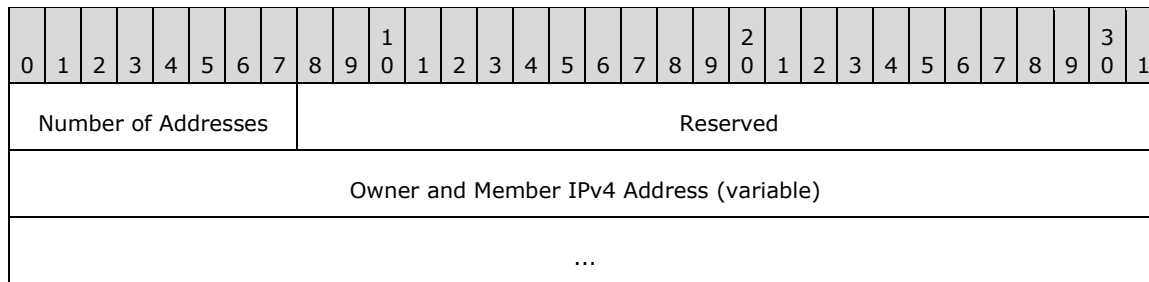 1 2 3
0 1 2 3 4 5 6 7 8 9 0 1 2 3 4 5 6 7 8 9 0 1 2 3 4 5 6 7 8 9 0 1
Number of Addresses Reserved
Owner and Member IPv4 Address (variable)
...